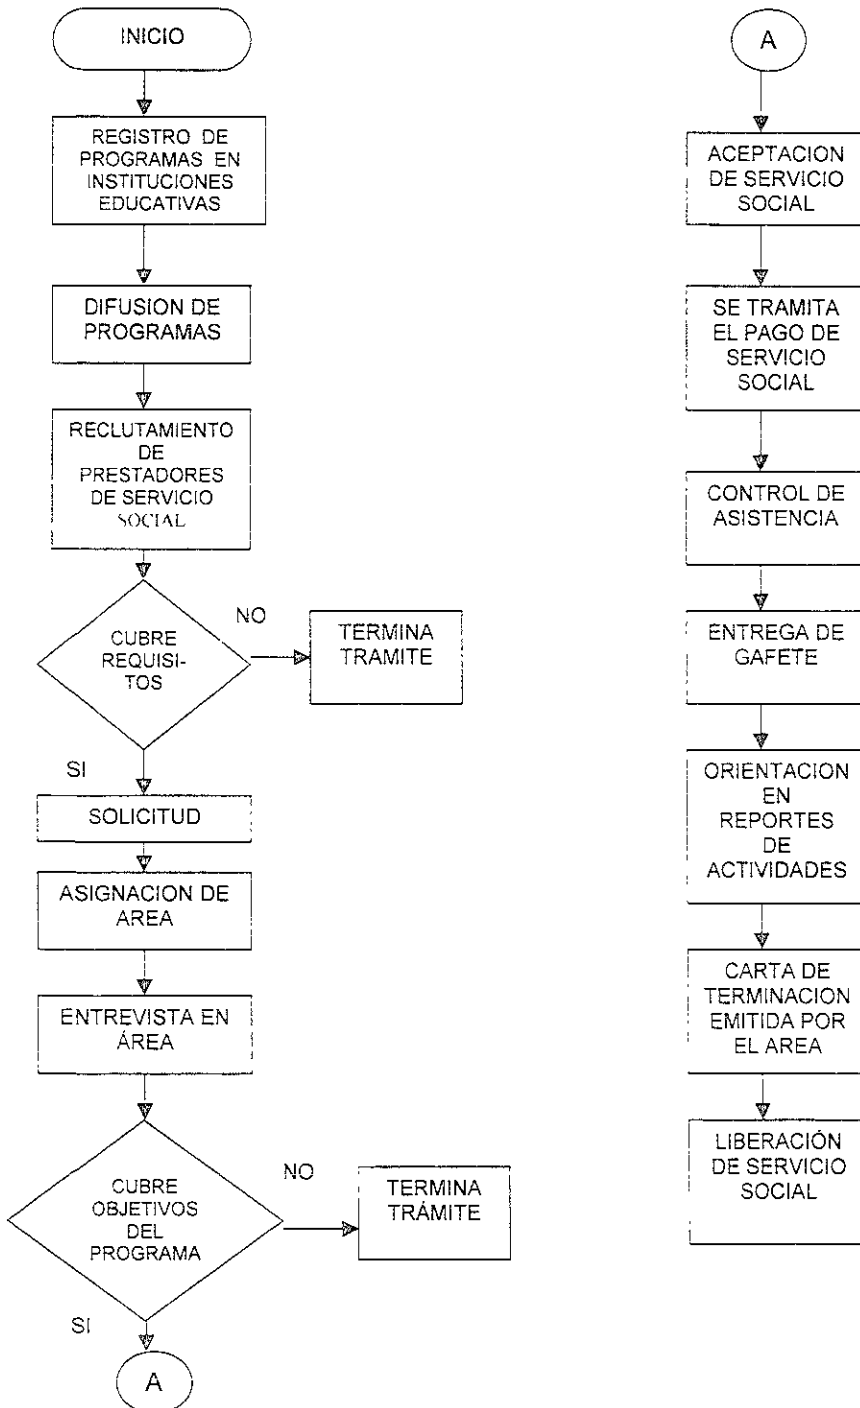 INICIO
REGISTRO DE
PROGRAMAS EN
INSTITUCIONES
EDUCATIVAS
DIFUSION DE
PROGRAMAS
RECLUTAMIENTO
DE
PRESTADORES
DE SERVICIO
SOCIAL
CUBRE
REQUISI-
TOS
NO
TERMINA
TRAMITE
SI
SOLICITUD
ASIGNACION DE
AREA
ENTREVISTA EN
ÁREA
CUBRE
OBJETIVOS
DEL
PROGRAMA
NO
TERMINA
TRÁMITE
SI
A
A
ACEPTACION
DE SERVICIO
SOCIAL
SE TRAMITA
EL PAGO DE
SERVICIO
SOCIAL
CONTROL DE
ASISTENCIA
ENTREGA DE
GAFETE
ORIENTACION
EN
REPORTES
DE
ACTIVIDADES
CARTA DE
TERMINACION
EMITIDA POR
EL AREA
LIBERACIÓN
DE SERVICIO
SOCIAL